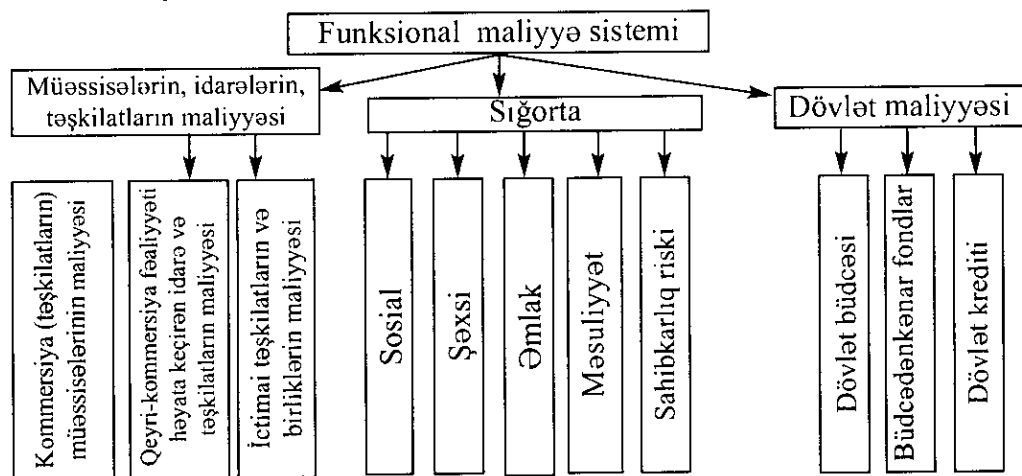 Funksional maliyyə sistemi
Müəssisələrin, idarələrin,
təşkilatların maliyyəsi
Sığorta
Dövlət maliyyəsi
Kommersiya (təşkilatların)
müəssisələrinin maliyyəsi
Qeyri-kommersiya fəaliyyəti
həyata keçirən idarə və
təşkilatların maliyyəsi
İctimai təşkilatların və
birliklərin maliyyəsi
Sosial
Şəxsi
Əmlak
Məsuliyyət
Sahibkarlıq riski
Dövlət büdcəsi
Büdcədənkənar fondlar
Dövlət krediti